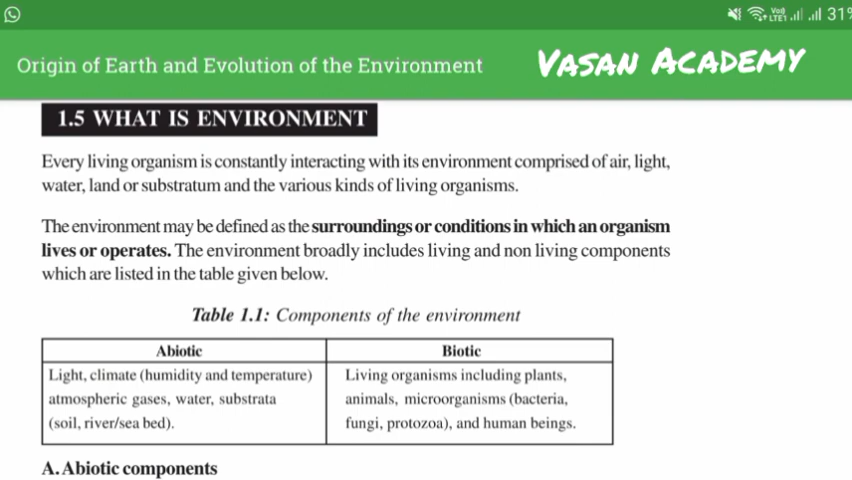 Vo)) LTE1 31%
Origin of Earth and Evolution of the Environment VASAN ACADEMY
1.5 WHAT IS ENVIRONMENT
Every living organism is constantly interacting with its environment comprised of air, light,
water, land or substratum and the various kinds of living organisms.
The environment may be defined as the surroundings or conditions in which an organism
lives or operates. The environment broadly includes living and non living components
which are listed in the table given below.
Table 1.1: Components of the environment
Abiotic
Light, climate (humidity and temperature)
atmospheric gases, water, substrata
(soil, river/sea bed).
Biotic
Living organisms including plants,
animals, microorganisms (bacteria,
fungi, protozoa), and human beings.
A. Abiotic components